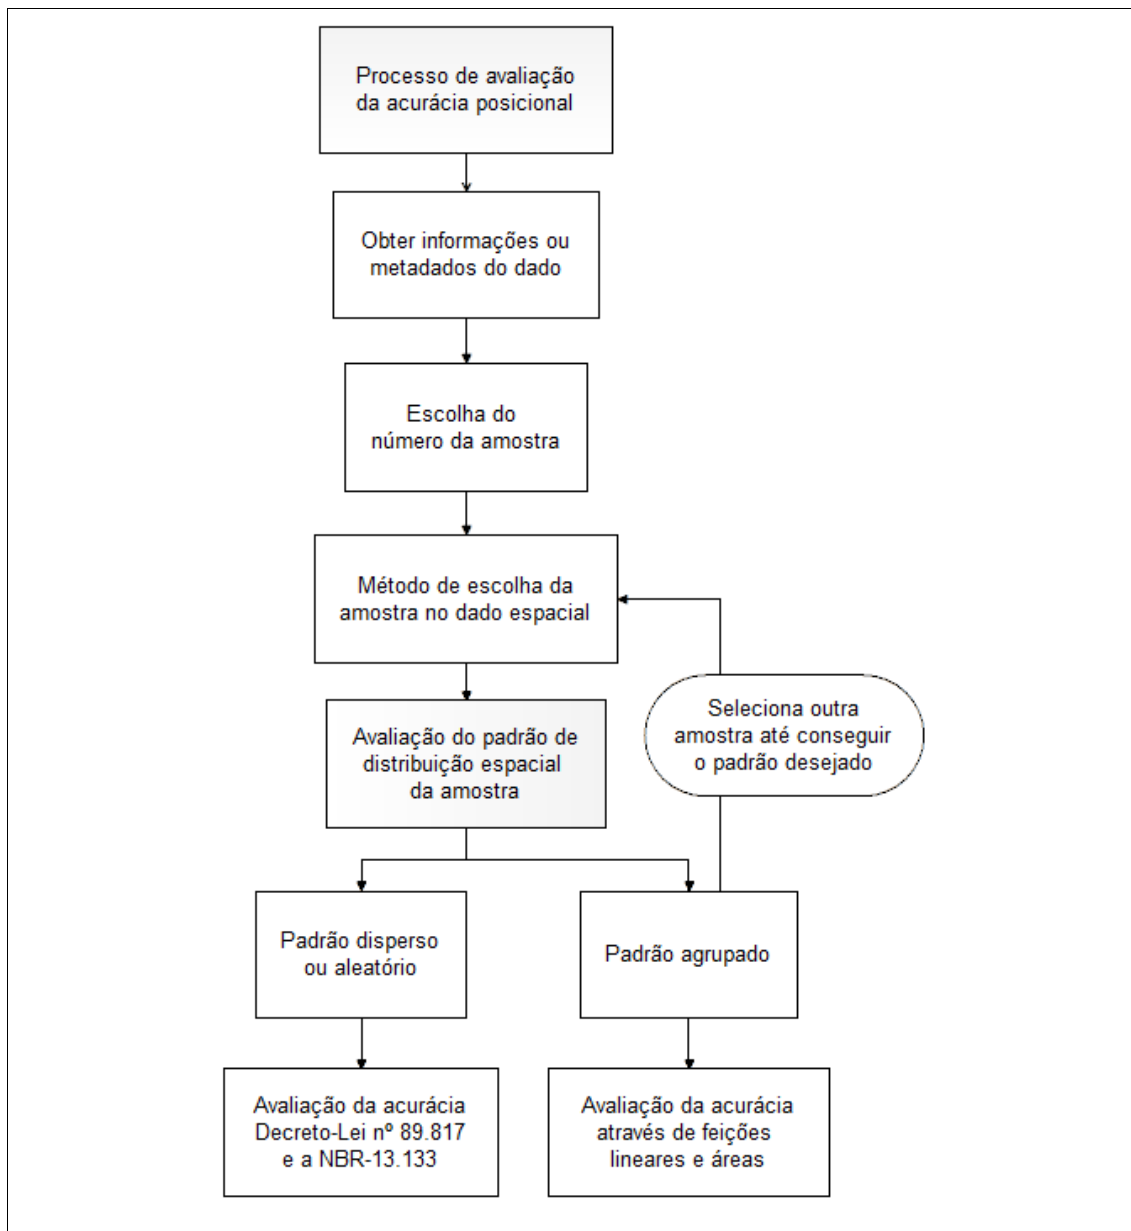 Processo de avaliação
da acurácia posicional
Obter informações ou
metadados do dado
Escolha do
número da amostra
Método de escolha da
amostra no dado espacial
Seleciona outra
amostra até conseguir
o padrão desejado
Avaliação do padrão de
distribuição espacial
da amostra
Padrão disperso
ou aleatório
Padrão agrupado
Avaliação da acurácia
Decreto-Lei nº 89.817
e a NBR-13.133
Avaliação da acurácia
através de feições
lineares e áreas